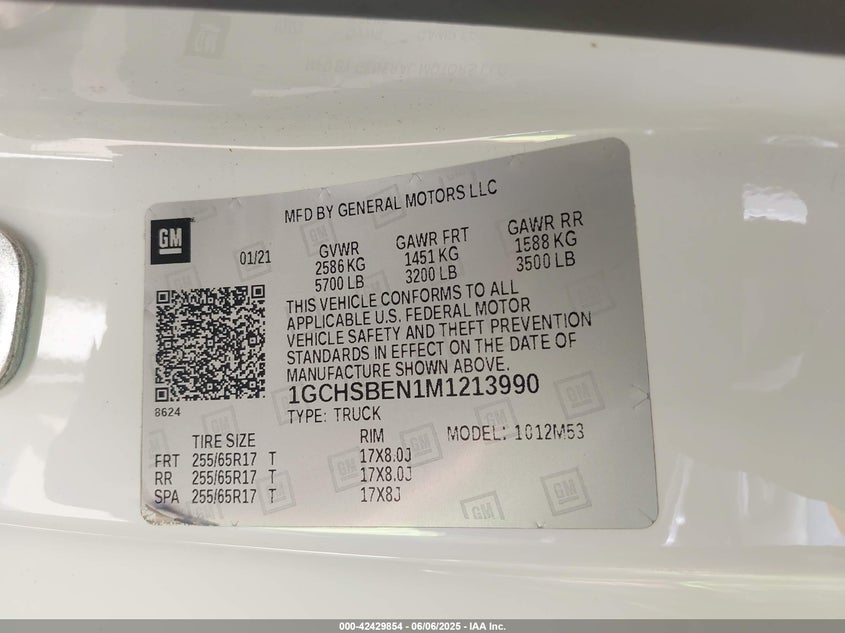 MFD BY GENERAL MOTORS LLC
GM
01/21
GVWR GAWR FRT GAWR RR
2586 KG 1451 KG 1588 KG
5700 LB 3200 LB 3500 LB
THIS VEHICLE CONFORMS TO ALL
APPLICABLE U.S. FEDERAL MOTOR
VEHICLE SAFETY AND THEFT PREVENTION
STANDARDS IN EFFECT ON THE DATE OF
MANUFACTURE SHOWN ABOVE.
1GCHSBEN1M1213990
8624
TYPE: TRUCK
TIRE SIZE RIM MODEL: 1012M53
FRT 255/65R17 T 17X8.0J
RR 255/65R17 T 17X8.0J
SPA 255/65R17 T 17X8J
GM
GM
GM
GM
000-42429854 / 06/06/2025 - IAA Inc.